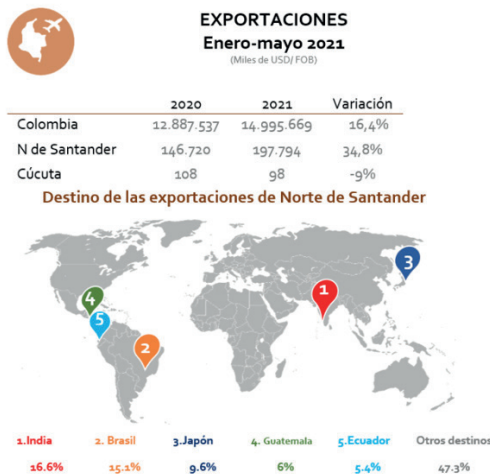 EXPORTACIONES
Enero-mayo 2021
(Miles de USD/ FOB)
2020 2021 Variación
Colombia 12.887.537 14.995.669 16,4%
N de Santander 146.720 197.794 34,8%
Cúcuta 108 98 -9%
Destino de las exportaciones de Norte de Santander
3
1
4
5
2
1.India 2. Brasil 3.Japón 4. Guatemala 5.Ecuador Otros destinos
16.6% 15.1% 9.6% 6% 5.4% 47.3%